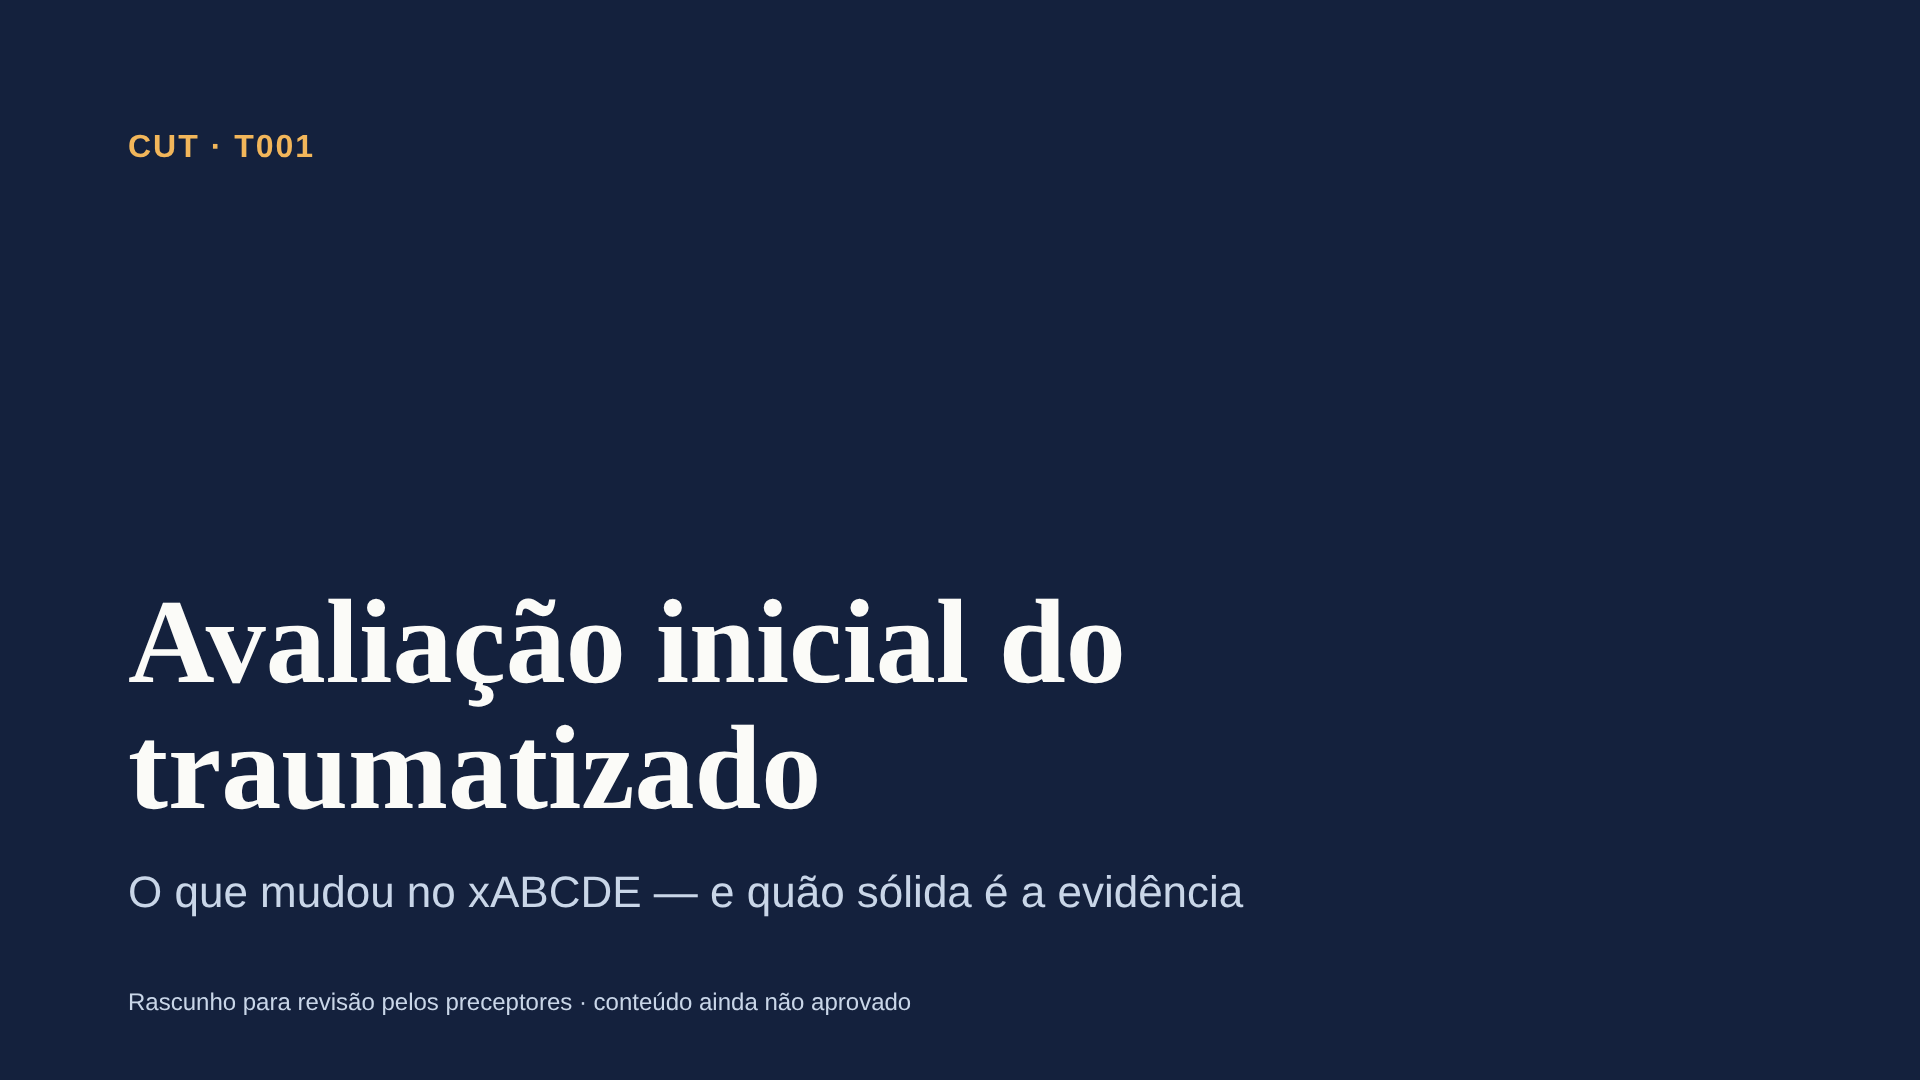 CUT · T001
Avaliação inicial do
traumatizado
O que mudou no xABCDE — e quão sólida é a evidência
Rascunho para revisão pelos preceptores · conteúdo ainda não aprovado